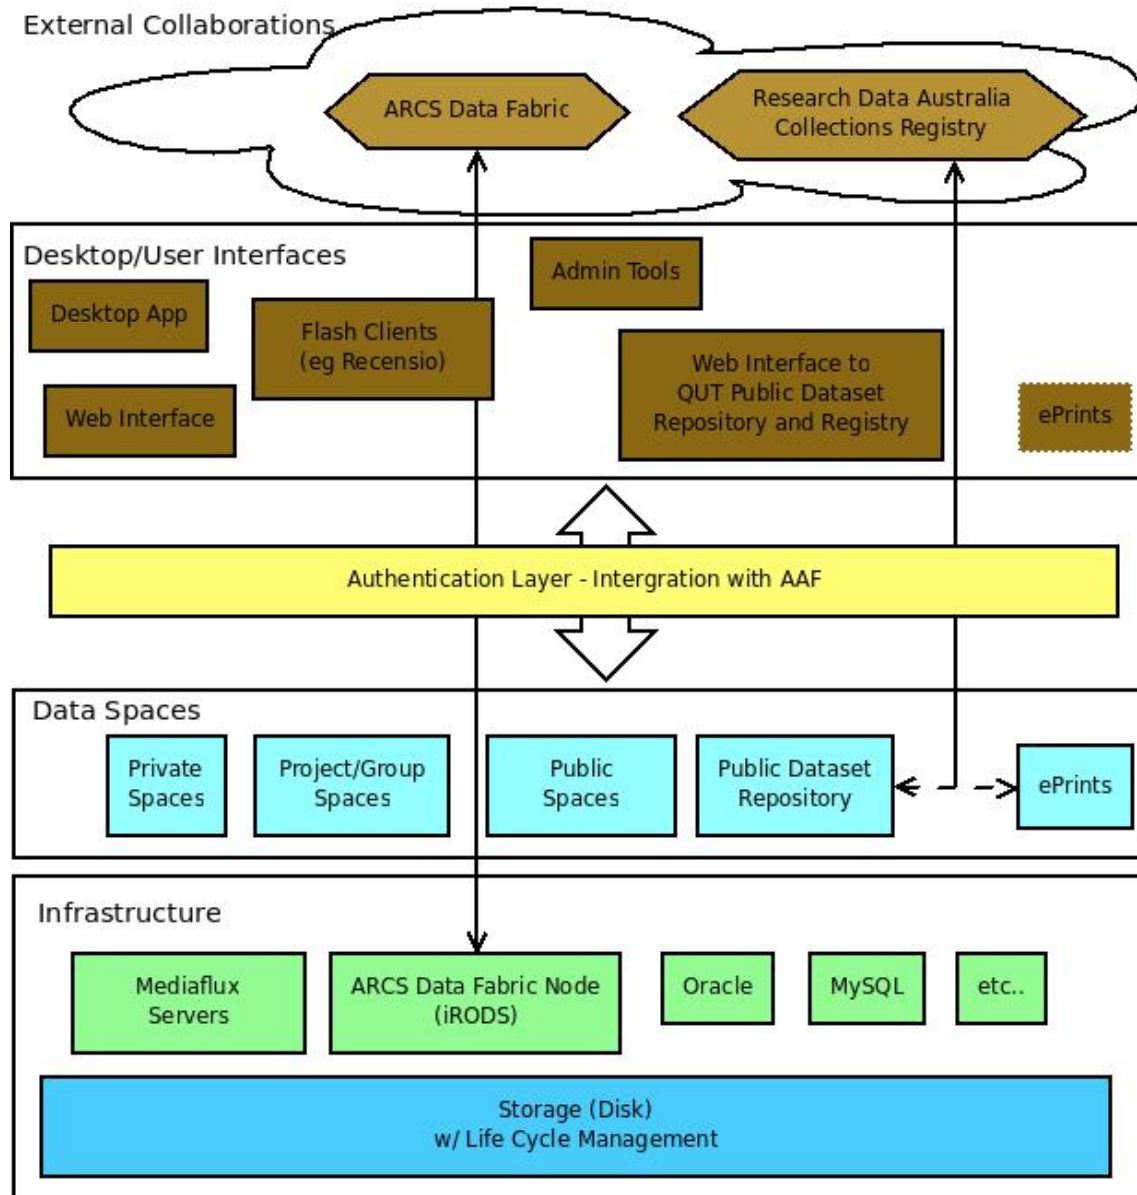 External Collaborations
ARCS Data Fabric
Research Data Australia
Collections Registry
Desktop/User Interfaces
Admin Tools
Desktop App
Flash Clients
(eg Recensio)
Web Interface to
QUT Public Dataset
Repository and Registry
Web Interface
ePrints
Authentication Layer - Intergration with AAF
Data Spaces
Private
Spaces
Project/Group
Spaces
Public
Spaces
Public Dataset
Repository
ePrints
Infrastructure
Mediaflux
Servers
ARCS Data Fabric Node
(iRODS)
Oracle
MySQL
etc..
Storage (Disk)
w/ Life Cycle Management